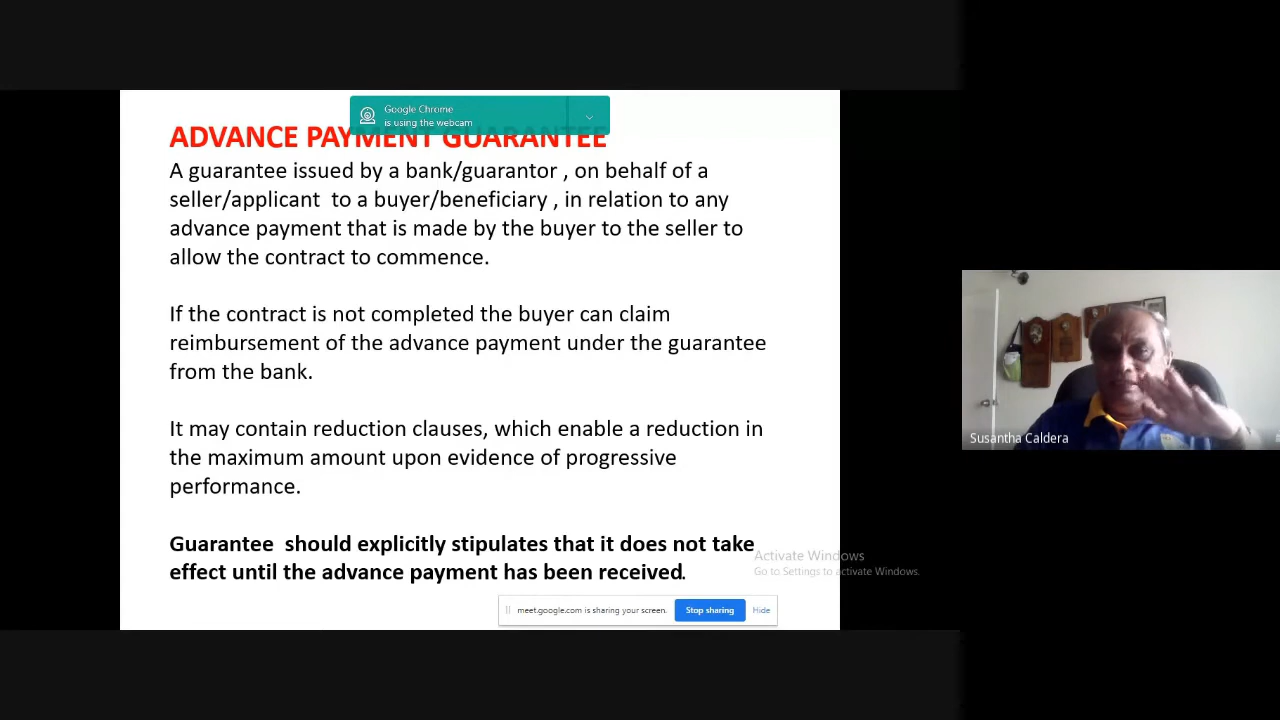 Google Chrome
is using the webcam
ADVANCE PAYMENT GUARANTEE
A guarantee issued by a bank/guarantor , on behalf of a
seller/applicant to a buyer/beneficiary , in relation to any
advance payment that is made by the buyer to the seller to
allow the contract to commence.
If the contract is not completed the buyer can claim
reimbursement of the advance payment under the guarantee
from the bank.
It may contain reduction clauses, which enable a reduction in
the maximum amount upon evidence of progressive
performance.
Guarantee should explicitly stipulates that it does not take
effect until the advance payment has been received.
Activate Windows
Go to Settings to activate Windows.
meet.google.com is sharing your screen.
Stop sharing
Hide
Susantha Caldera